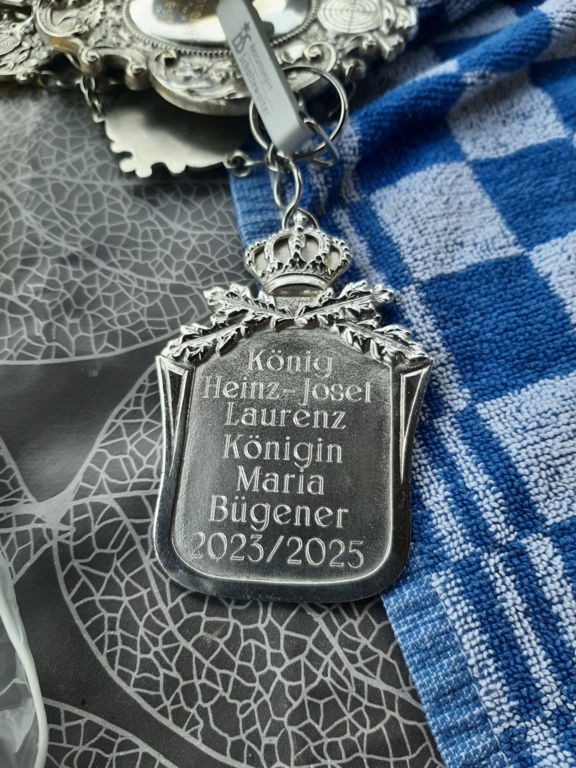 König
Heinz-Josef
Laurenz
Königin
Maria
Bügener
2023/2025